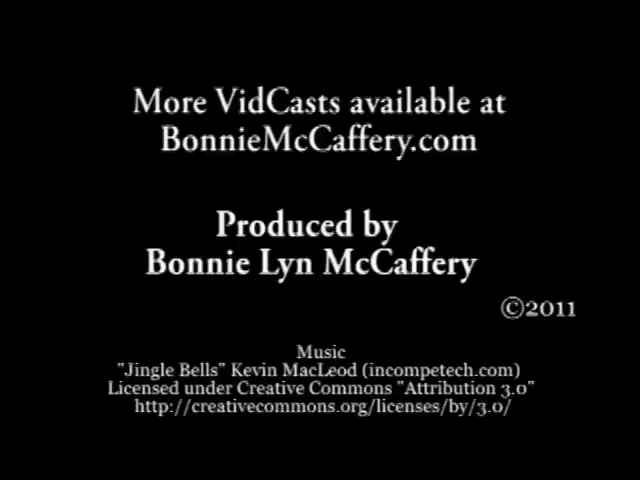 More VidCasts available at
BonnieMcCaffery.com
Produced by
Bonnie Lyn McCaffery
©2011
Music
"Jingle Bells" Kevin MacLeod (incompetech.com)
Licensed under Creative Commons "Attribution 3.0"
http://creativecommons.org/licenses/by/3.0/